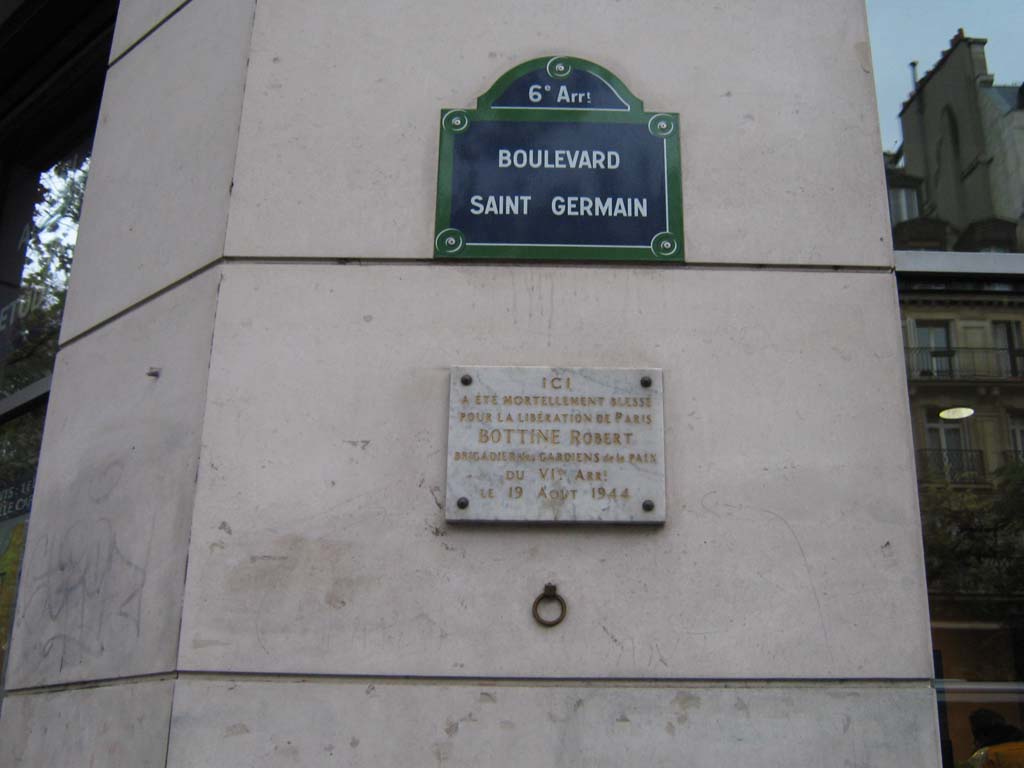 6e Arrt
BOULEVARD
SAINT GERMAIN
ICI
A ÉTÉ MORTELLEMENT BLESSÉ
POUR LA LIBÉRATION DE PARIS
BOTTINE ROBERT
BRIGADIER des GARDIENS de la PAIX
DU VIe ARRt
LE 19 AOUT 1944